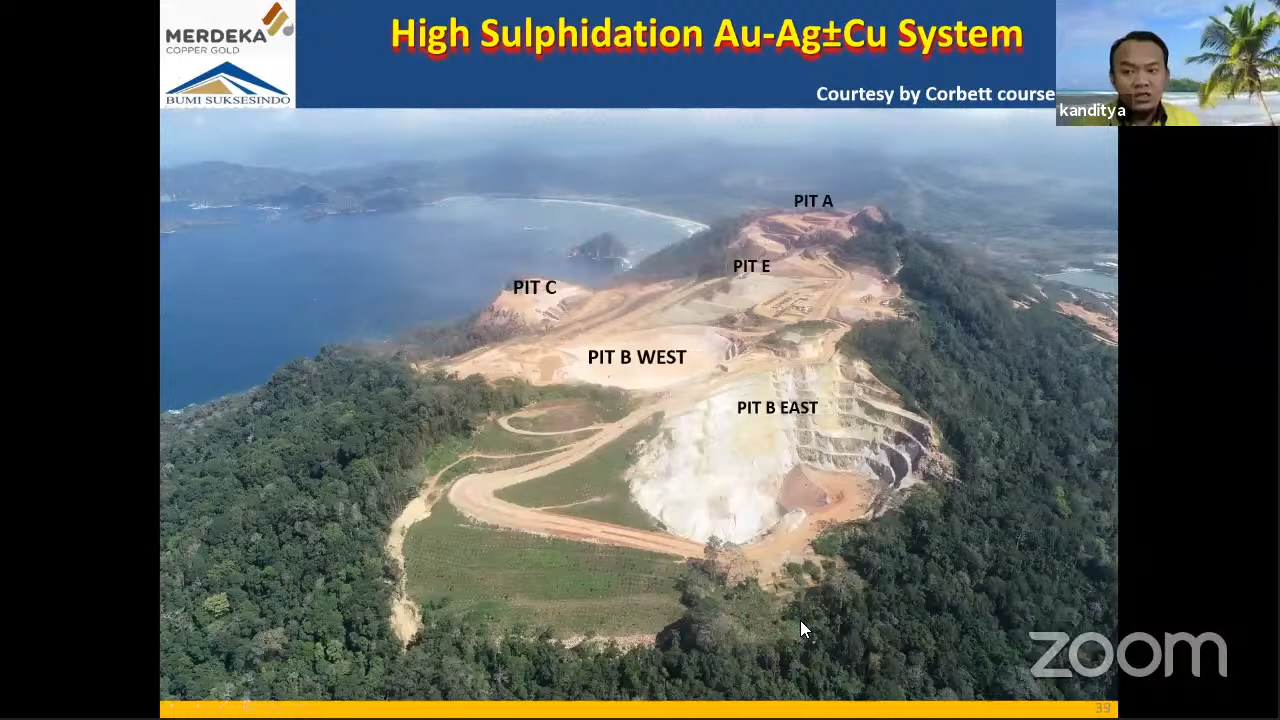 MERDEKA
COPPER GOLD
BUMI SUKSESINDO
High Sulphidation Au-Ag±Cu System
Courtesy by Corbett course
kanditya
PIT A
PIT E
PIT C
PIT B WEST
PIT B EAST
zoom
39